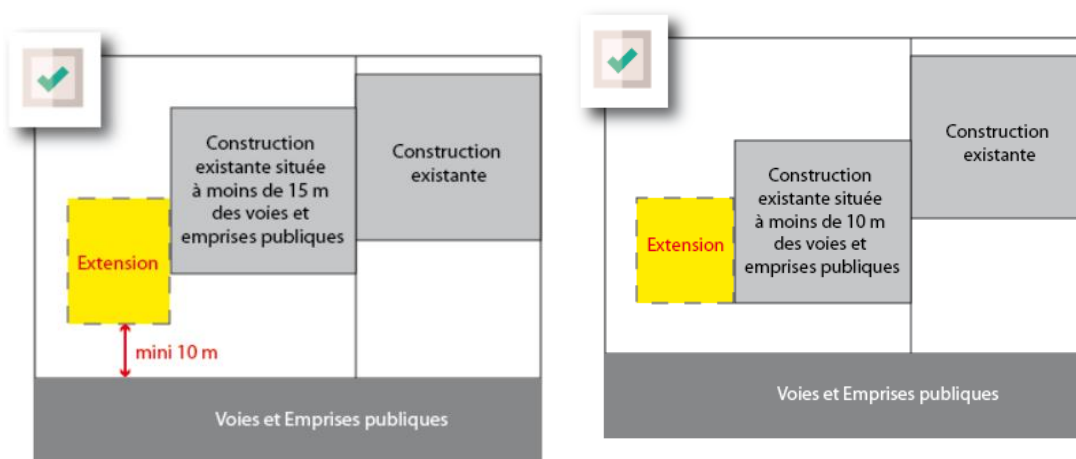 Construction
existante située
à moins de 15 m
des voies et
emprises publiques
Construction
existante
Extension
mini 10 m
Voies et Emprises publiques
Construction
existante
Construction
existante située
à moins de 10 m
des voies et
emprises publiques
Extension
Voies et Emprises publiques